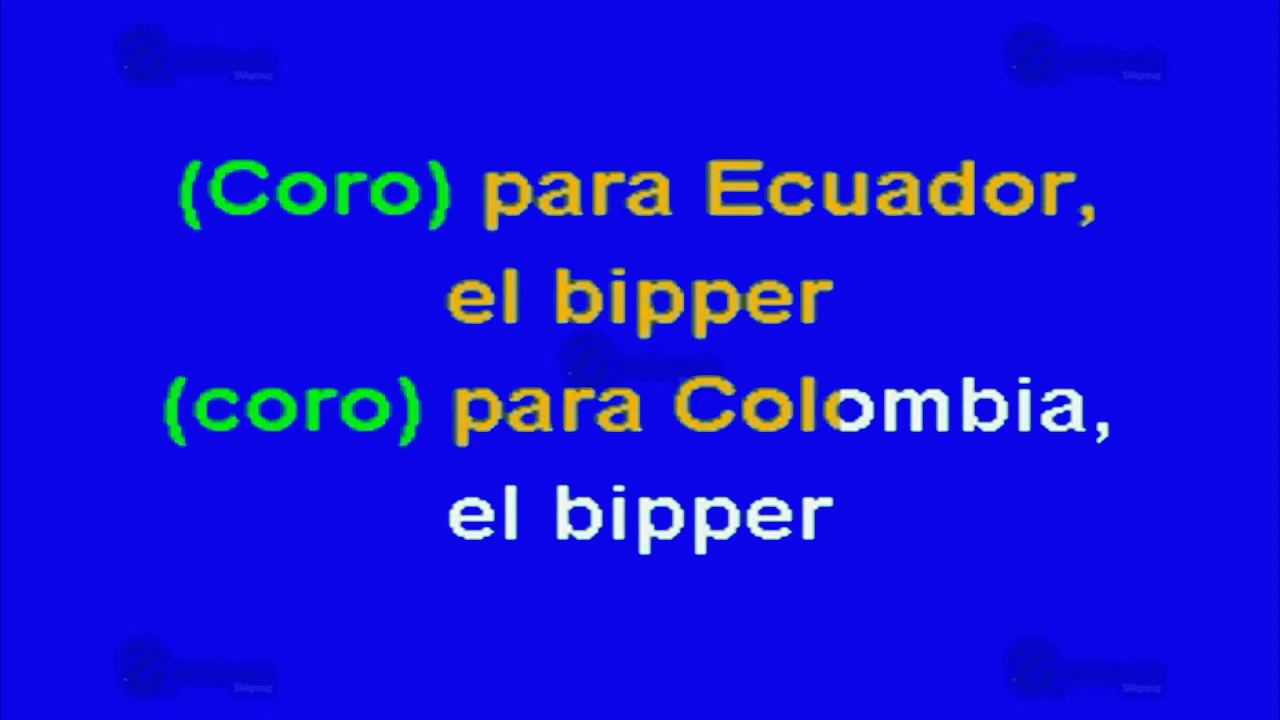 (Coro) para Ecuador,
el bipper
(coro) para Colombia,
el bipper